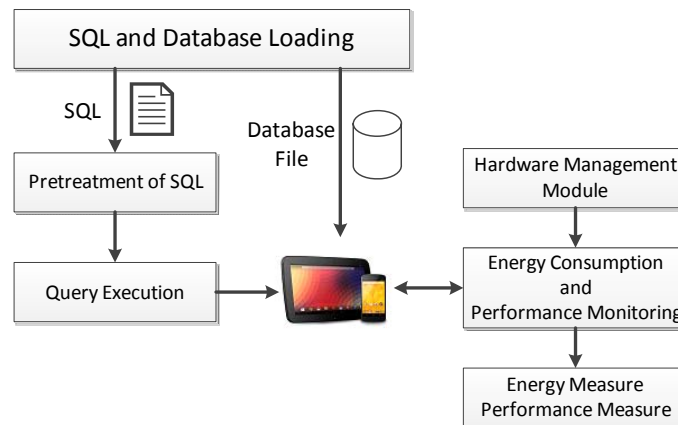 SQL and Database Loading
SQL
Database
File
Pretreatment of SQL
Hardware Management
Module
Query Execution
Energy Consumption
and
Performance Monitoring
Energy Measure
Performance Measure